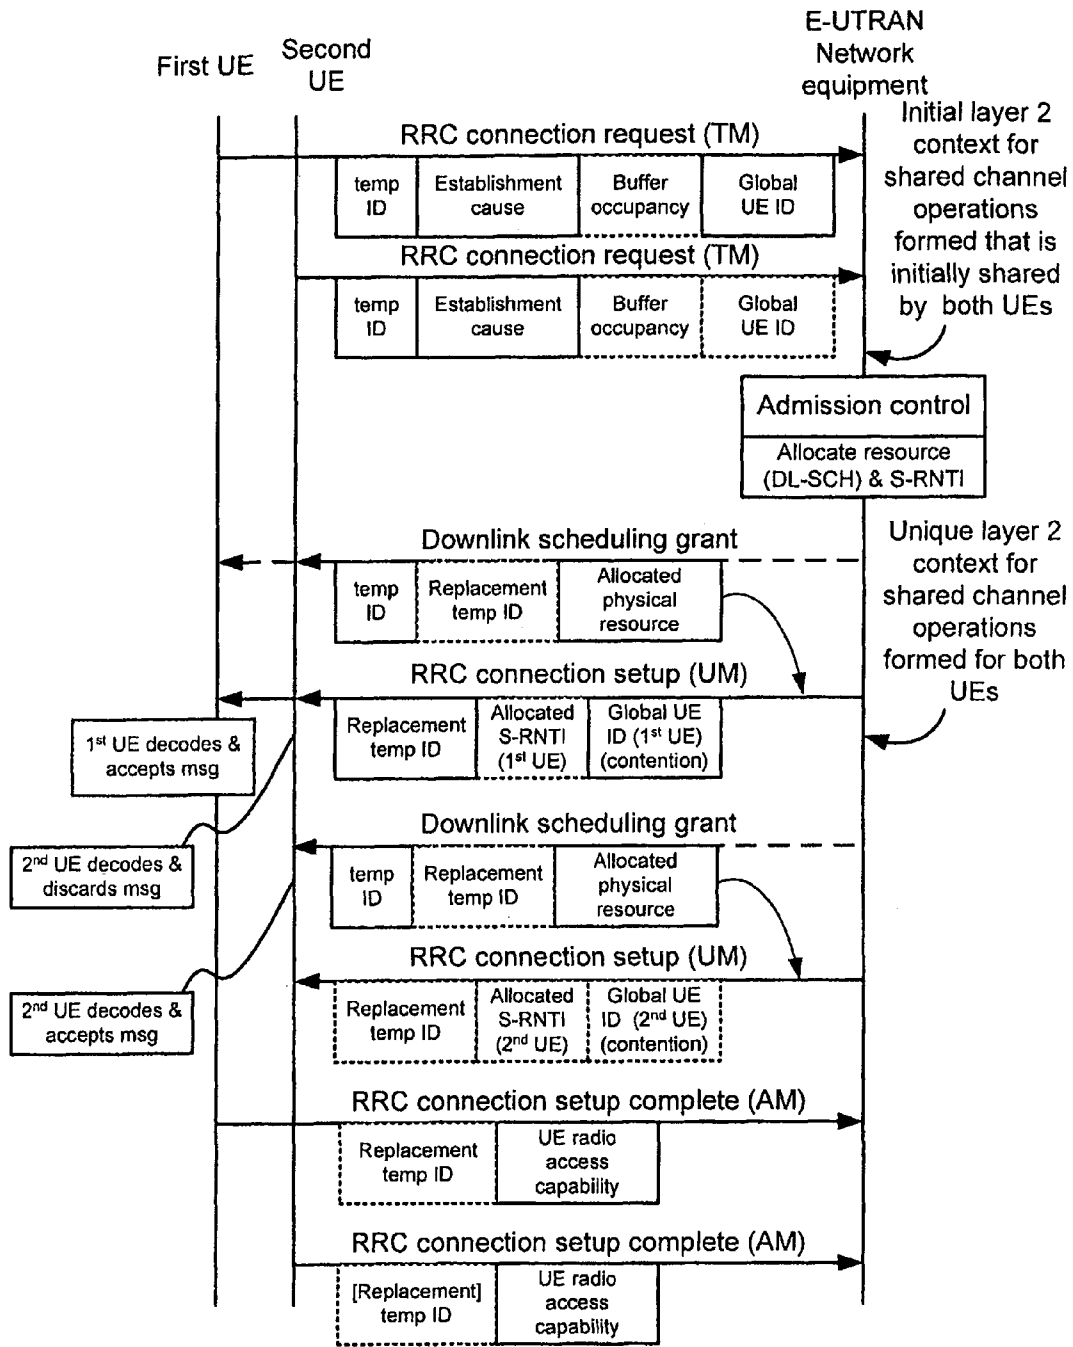 First UE
Second
UE
E-UTRAN
Network
equipment
Initial layer 2
context for
shared channel
operations
formed that is
initially shared
by both UEs
RRC connection request (TM)
temp
ID
Establishment
cause
Buffer
occupancy
Global
UE ID
RRC connection request (TM)
temp
ID
Establishment
cause
Buffer
occupancy
Global
UE ID
Admission control
Allocate resource
(DL-SCH) & S-RNTI
Unique layer 2
context for
shared channel
operations
formed for both
UEs
Downlink scheduling grant
temp
ID
Replacement
temp ID
Allocated
physical
resource
RRC connection setup (UM)
Replacement
temp ID
Allocated
S-RNTI
(1st UE)
Global UE
ID (1st UE)
(contention)
1st UE decodes &
accepts msg
Downlink scheduling grant
2nd UE decodes &
discards msg
temp
ID
Replacement
temp ID
Allocated
physical
resource
RRC connection setup (UM)
2nd UE decodes &
accepts msg
Replacement
temp ID
Allocated
S-RNTI
(2nd UE)
Global UE
ID (2nd UE)
(contention)
RRC connection setup complete (AM)
Replacement
temp ID
UE radio
access
capability
RRC connection setup complete (AM)
[Replacement]
temp ID
UE radio
access
capability